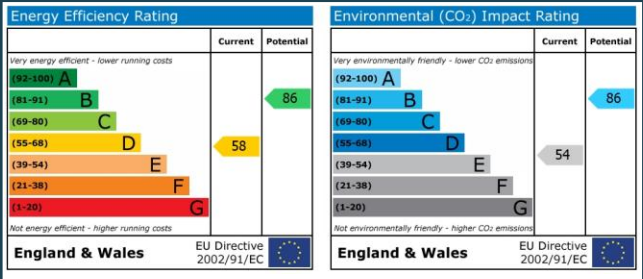 Energy Efficiency Rating
Current Potential
Very energy efficient - lower running costs
(92-100) A
(81-91) B
86
(69-80) C
(55-68) D
58
(39-54) E
(21-38) F
(1-20) G
Not energy efficient - higher running costs
England & Wales
EU Directive
2002/91/EC
Environmental (CO₂) Impact Rating
Current Potential
Very environmentally friendly - lower CO₂ emissions
(92-100) A
(81-91) B
86
(69-80) C
(55-68) D
(39-54) E
54
(21-38) F
(1-20) G
Not environmentally friendly - higher CO₂ emissions
England & Wales
EU Directive
2002/91/EC